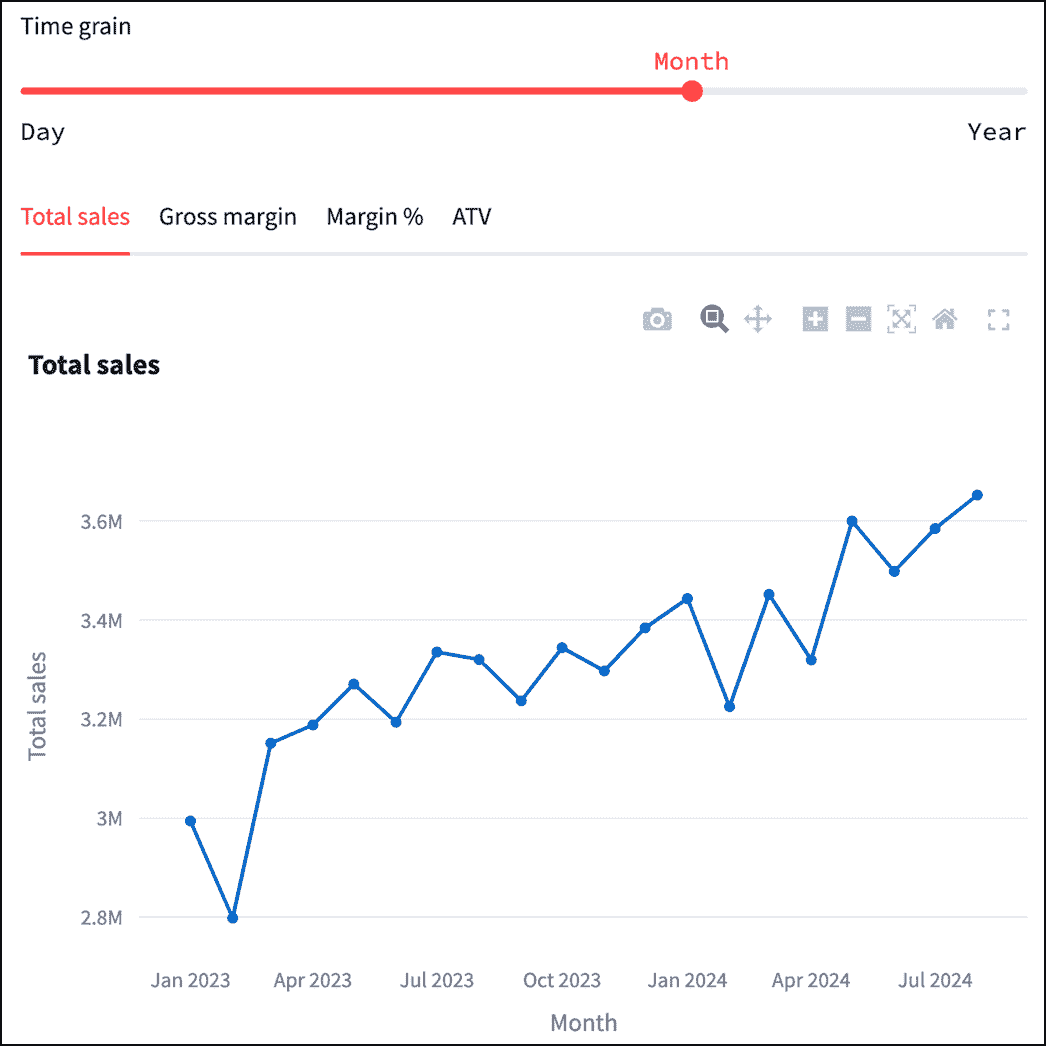 Time grain
Month
Day Year
Total sales Gross margin Margin % ATV
Total sales
3.6M
3.4M
3.2M
3M
2.8M
Total sales
Jan 2023 Apr 2023 Jul 2023 Oct 2023 Jan 2024 Apr 2024 Jul 2024
Month